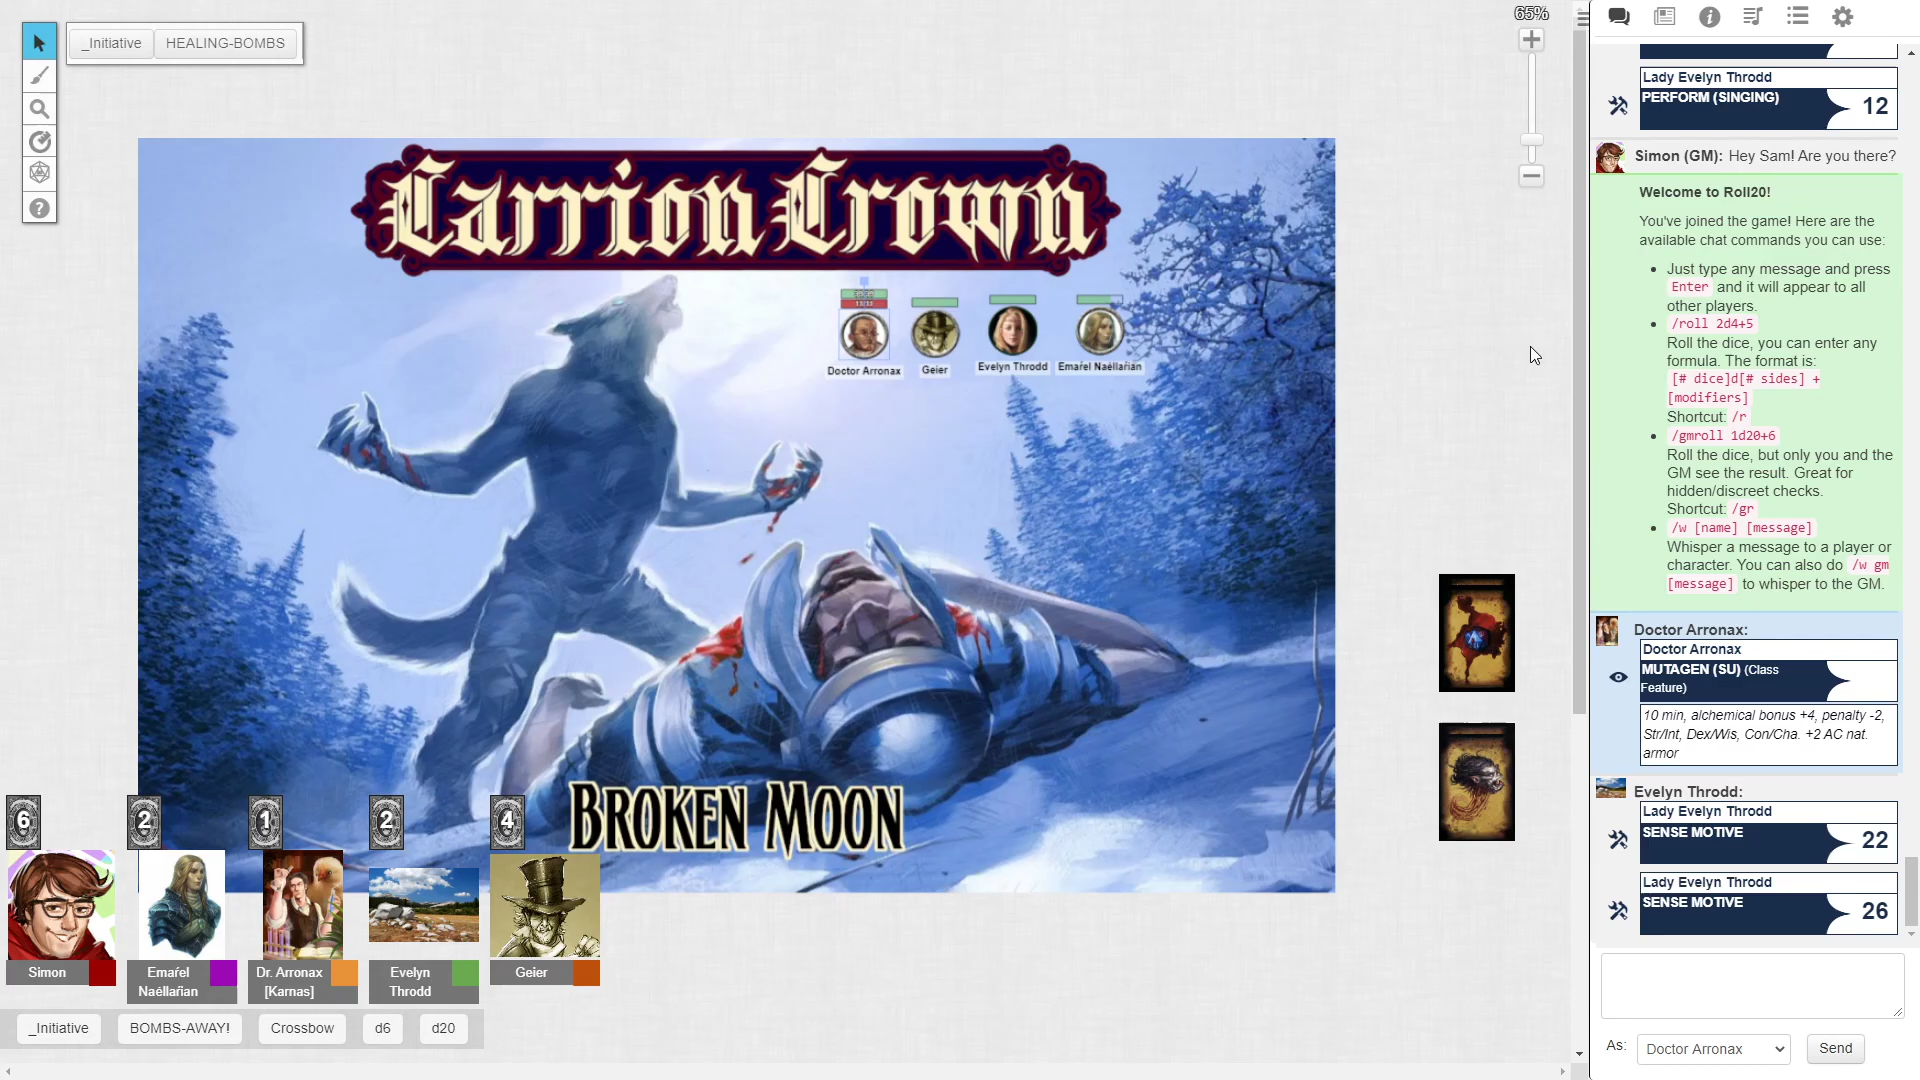 65%
_Initiative
HEALING-BOMBS
Carrion Crown
Doctor Arronax
Geier
Evelyn Throdd
Emaŕel Naëllaŕian
Broken Moon
6
2
1
2
4
Simon
Emaŕel
Naëllaŕian
Dr. Arronax
[Karnas]
Evelyn
Throdd
Geier
_Initiative
BOMBS-AWAY!
Crossbow
d6
d20
Lady Evelyn Throdd
PERFORM (SINGING)
12
Simon (GM): Hey Sam! Are you there?
Welcome to Roll20!
You've joined the game! Here are the
available chat commands you can use:
Just type any message and press
Enter and it will appear to all
other players.
/roll 2d4+5
Roll the dice, you can enter any
formula. The format is:
[# dice]d[# sides] +
[modifiers]
Shortcut: /r
/gmroll 1d20+6
Roll the dice, but only you and the
GM see the result. Great for
hidden/discreet checks.
Shortcut: /gr
/w [name] [message]
Whisper a message to a player or
character. You can also do /w gm
[message] to whisper to the GM.
Doctor Arronax:
Doctor Arronax
MUTAGEN (SU) (Class
Feature)
10 min, alchemical bonus +4, penalty -2,
Str/Int, Dex/Wis, Con/Cha. +2 AC nat.
armor
Evelyn Throdd:
Lady Evelyn Throdd
SENSE MOTIVE
22
Lady Evelyn Throdd
SENSE MOTIVE
26
As:
Doctor Arronax
Send